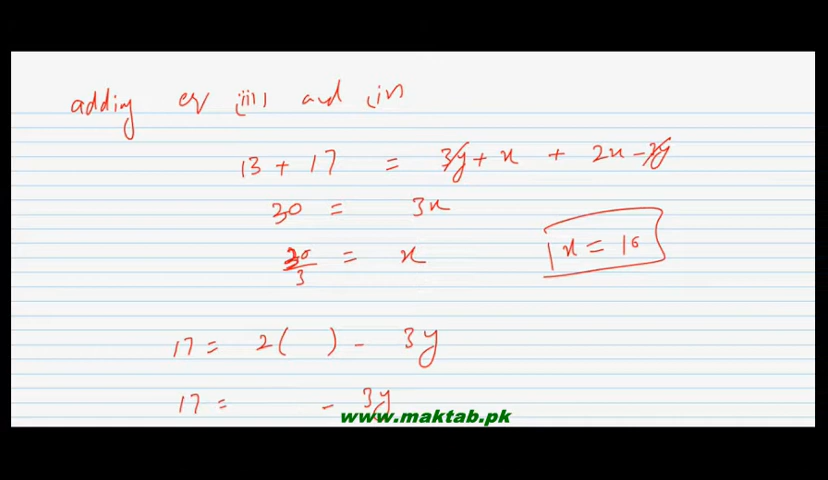 adding eq (iii) and (iv)
13 + 17 = 3y + x + 2x - 3y
30 = 3x
30/3 = x
x = 10
17 = 2( ) - 3y
17 = - 3y
www.maktab.pk